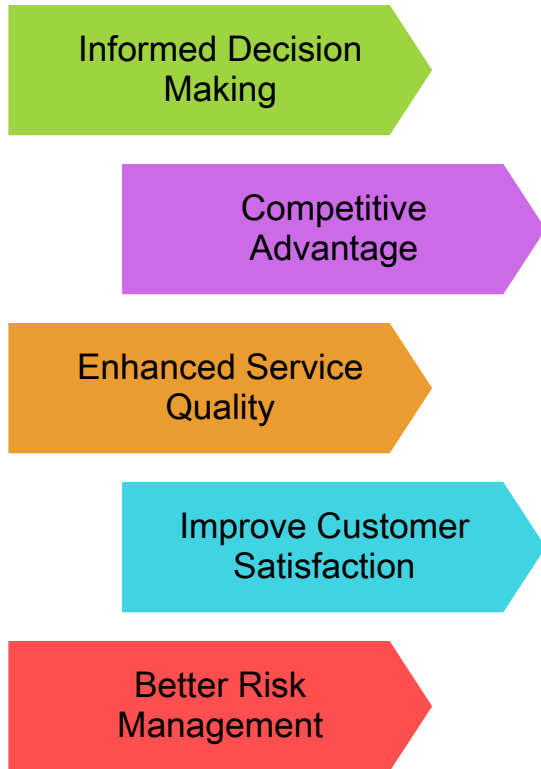 Informed Decision
Making
Competitive
Advantage
Enhanced Service
Quality
Improve Customer
Satisfaction
Better Risk
Management